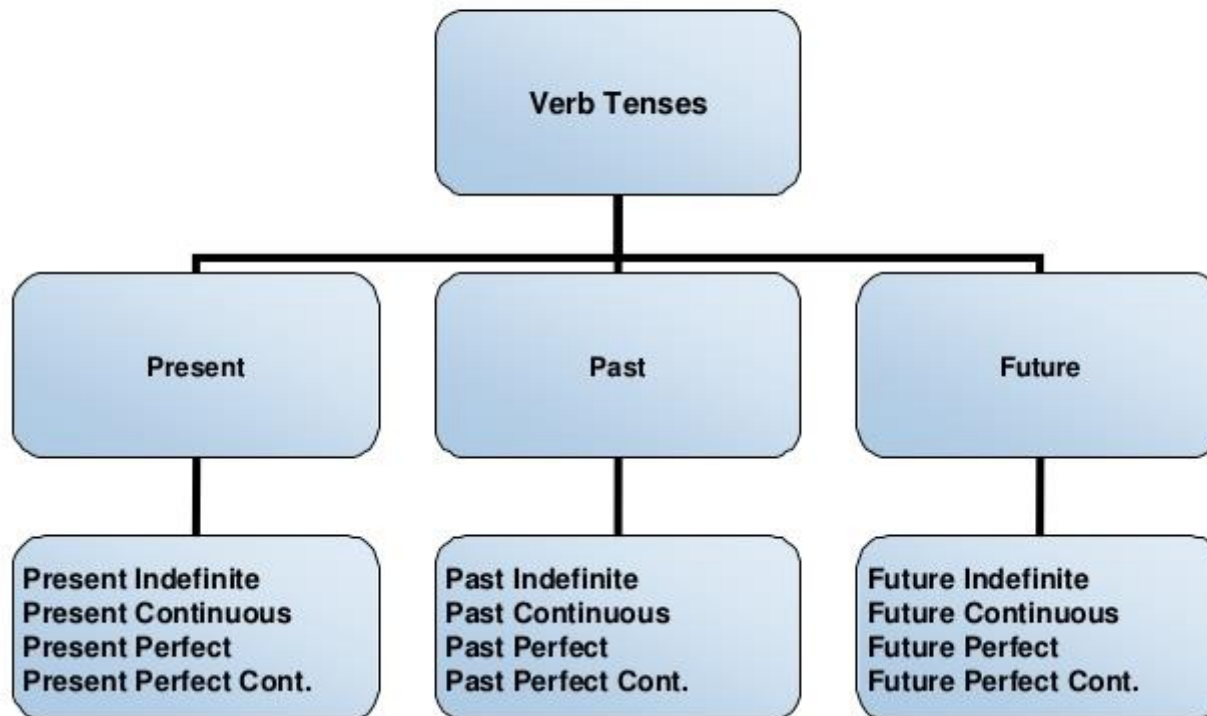 Verb Tenses
Present
Past
Future
Present Indefinite
Present Continuous
Present Perfect
Present Perfect Cont.
Past Indefinite
Past Continuous
Past Perfect
Past Perfect Cont.
Future Indefinite
Future Continuous
Future Perfect
Future Perfect Cont.